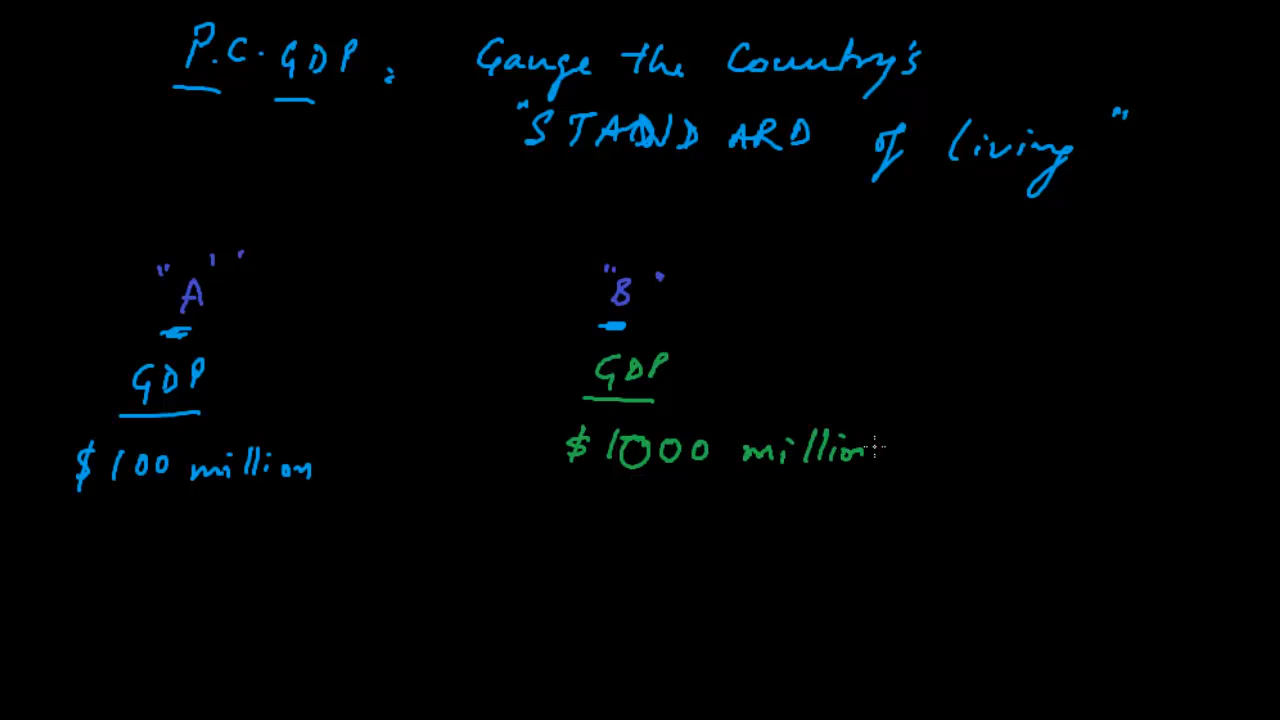 P.C. GDP : Gauge the Country's
"STANDARD of living"
"A" "B"
GDP GDP
$100 million $1000 million